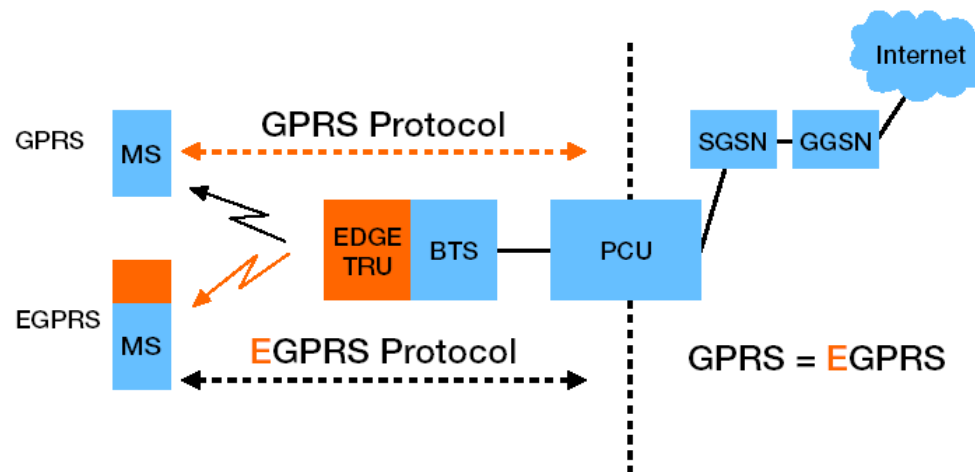 Internet
GPRS Protocol
GPRS
MS
SGSN
GGSN
EDGE
TRU
BTS
PCU
EGPRS
MS
EGPRS Protocol
GPRS = EGPRS